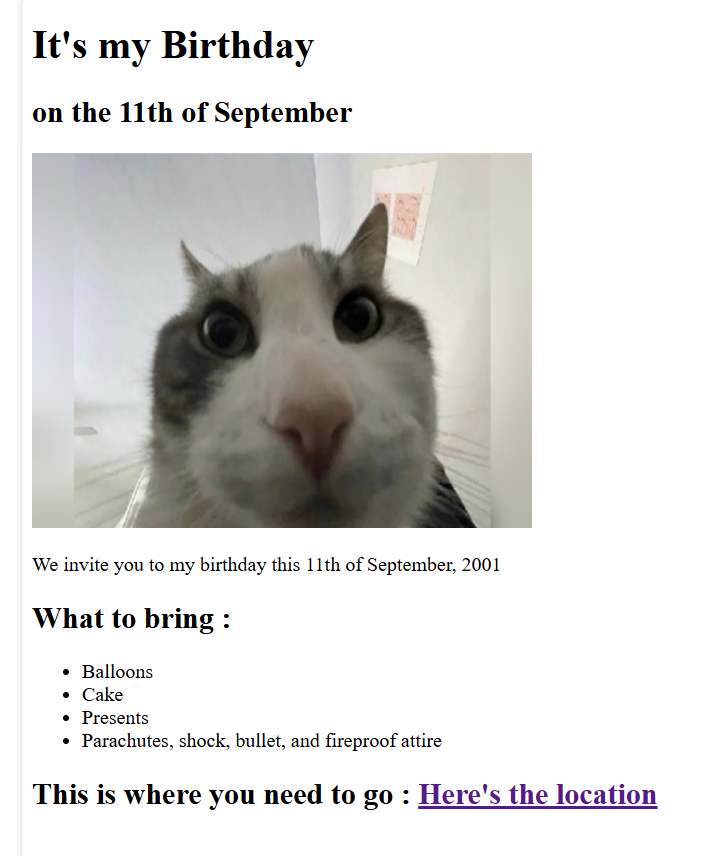 It's my Birthday
on the 11th of September
We invite you to my birthday this 11th of September, 2001
What to bring :
Balloons
Cake
Presents
Parachutes, shock, bullet, and fireproof attire
This is where you need to go : Here's the location